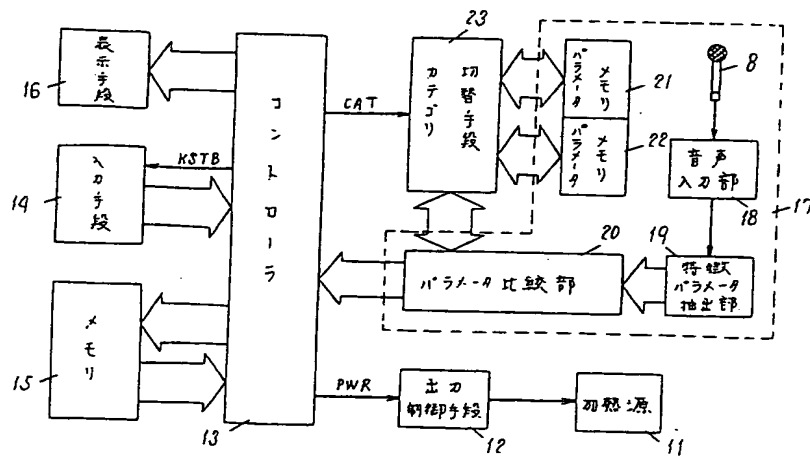 23
表示手段
16
コントローラ
CAT
カテゴリ
切替手段
パラメータ
メモリ
21
パラメータ
メモリ
22
8
KSTB
入力手段
14
音声
入力部
18
17
20
パラメータ比較部
19
特徴
パラメータ
抽出部
メモリ
15
13
PWR
出力
制御手段
12
加熱源
11